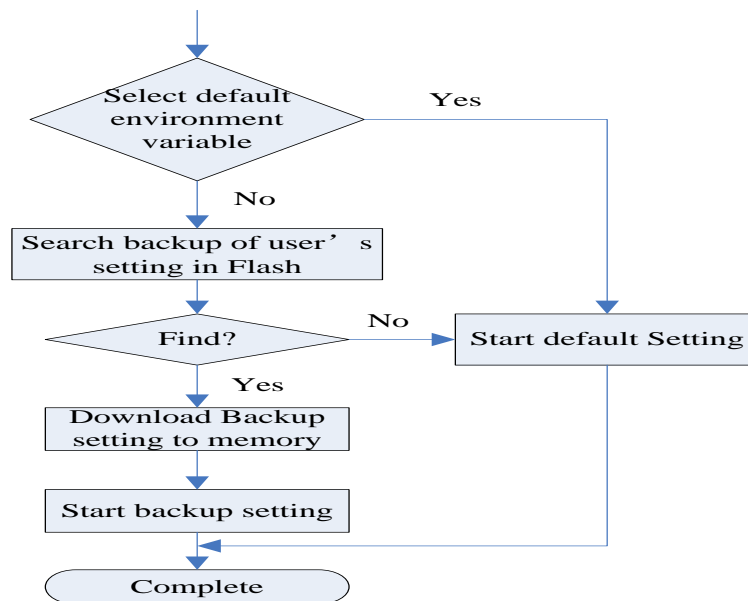 Select default
environment
variable
Yes
No
Search backup of user’s
setting in Flash
Find?
No
Start default Setting
Yes
Download Backup
setting to memory
Start backup setting
Complete